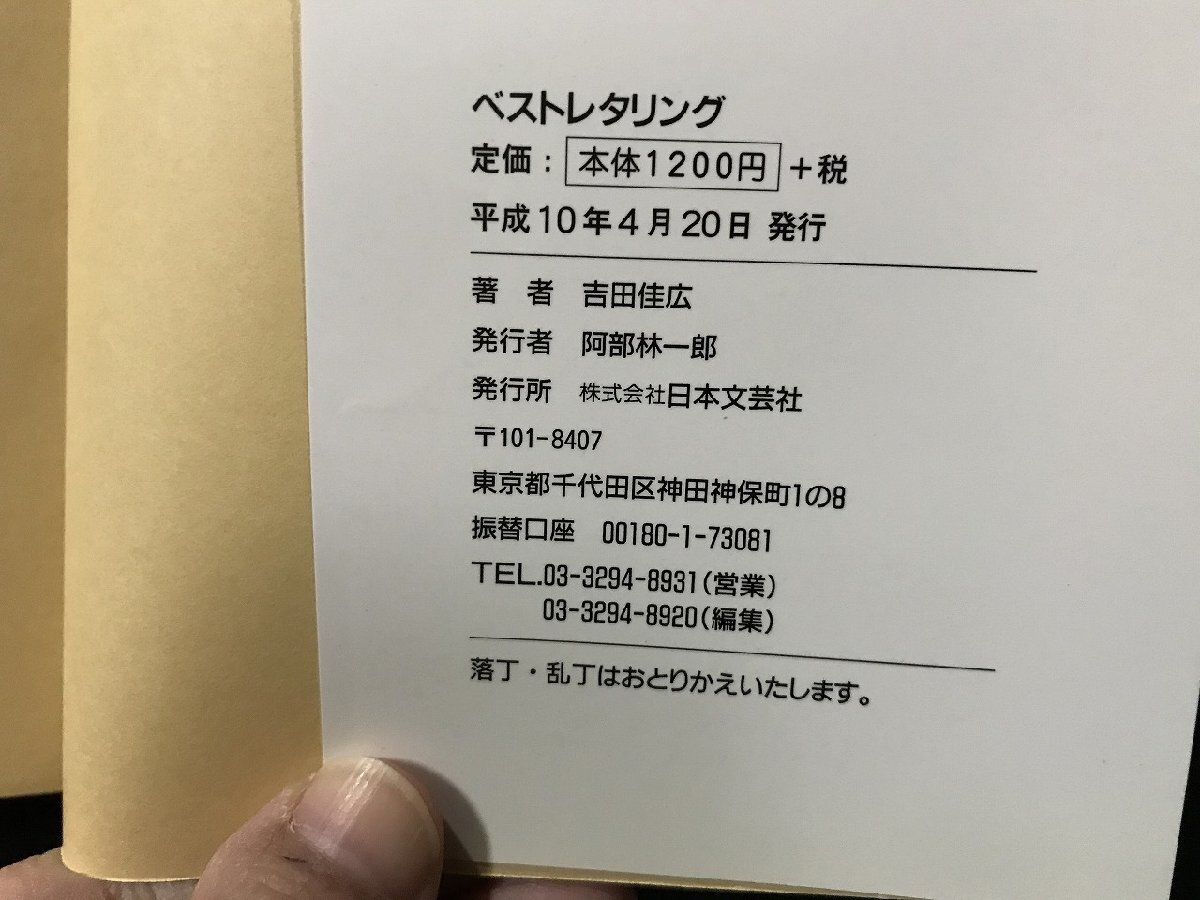 ベストレタリング
定価： 本体1200円 ＋税
平成10年4月20日 発行
著　者　吉田佳広
発行者　阿部林一郎
発行所　株式会社日本文芸社
〒101-8407
東京都千代田区神田神保町1の8
振替口座　00180-1-73081
TEL.03-3294-8931（営業）
03-3294-8920（編集）
落丁・乱丁はおとりかえいたします。